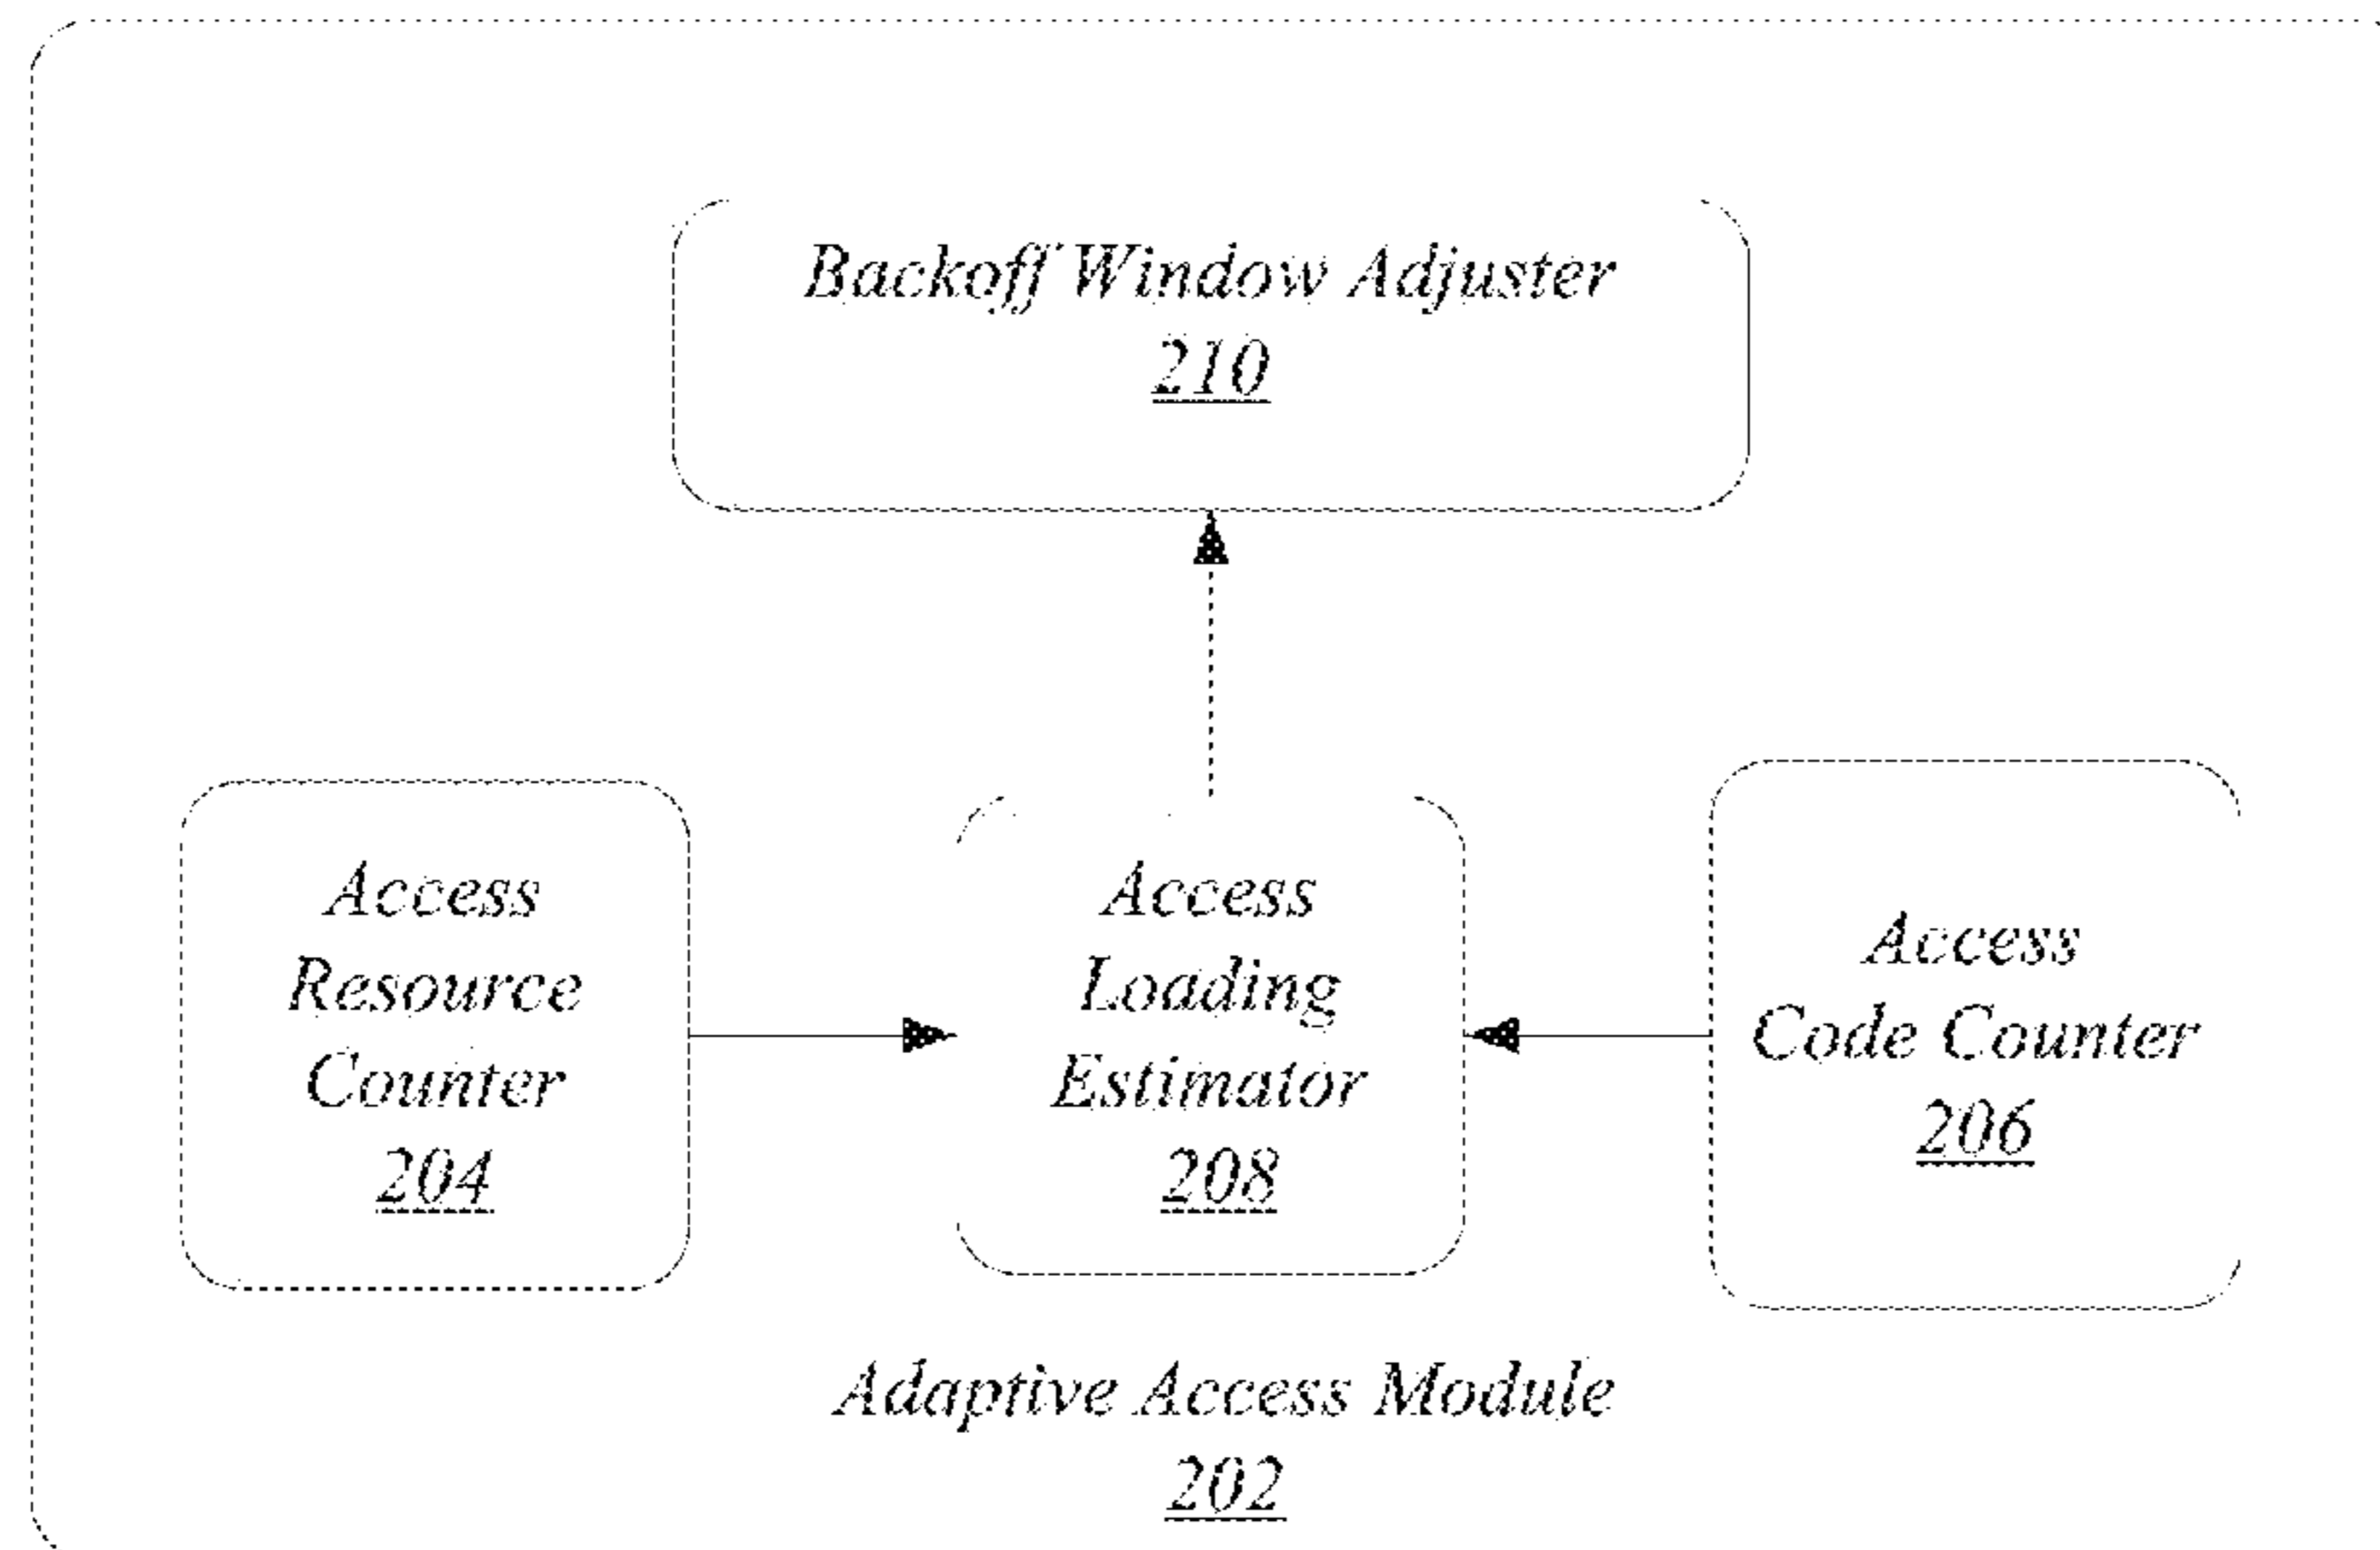 Backoff Window Adjuster
210
Access
Resource
Counter
204
Access
Loading
Estimator
208
Access
Code Counter
206
Adaptive Access Module
202